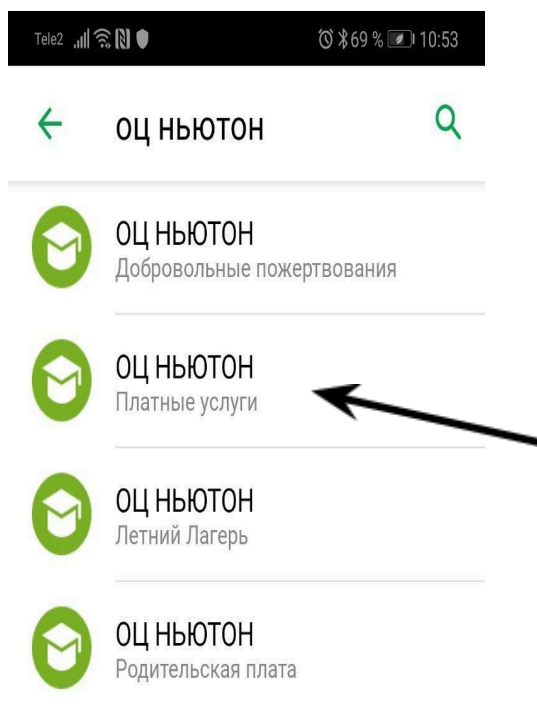 Tele2 69 % 10:53
оц ньютон
ОЦ НЬЮТОН
Добровольные пожертвования
ОЦ НЬЮТОН
Платные услуги
ОЦ НЬЮТОН
Летний Лагерь
ОЦ НЬЮТОН
Родительская плата